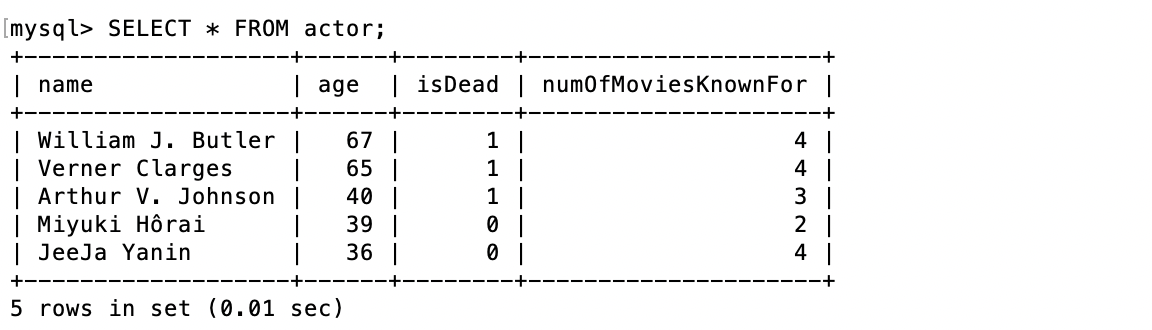 [mysql> SELECT * FROM actor;
+--------------------+------+--------+---------------------+
| name               | age  | isDead | numOfMoviesKnownFor |
+--------------------+------+--------+---------------------+
| William J. Butler  |   67 |      1 |                   4 |
| Verner Clarges     |   65 |      1 |                   4 |
| Arthur V. Johnson  |   40 |      1 |                   3 |
| Miyuki Hôrai       |   39 |      0 |                   2 |
| JeeJa Yanin        |   36 |      0 |                   4 |
+--------------------+------+--------+---------------------+
5 rows in set (0.01 sec)